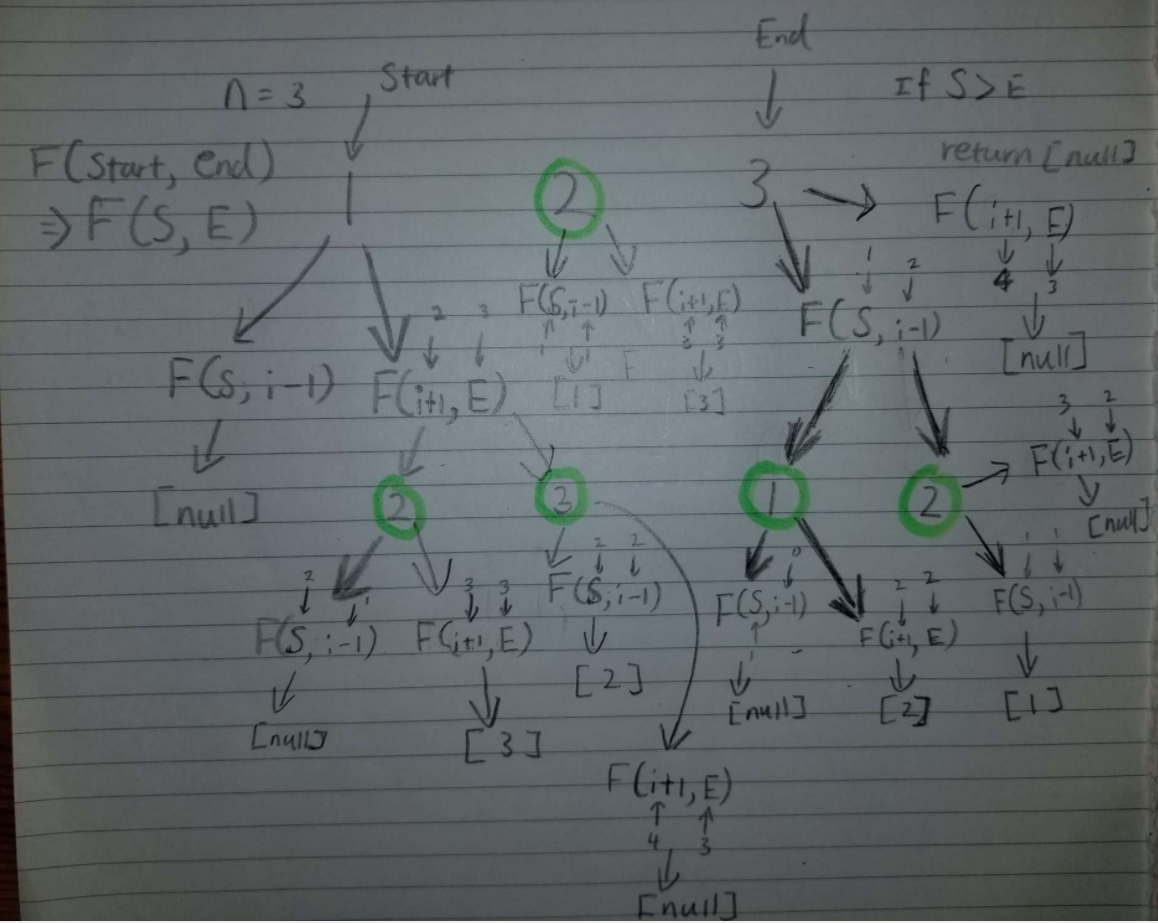 End
Start
n = 3
If S > E
return [null]
F(start, end)
1
2
3
⇒ F(S, E)
F(i+1, E)
4 3
[null]
1 2
F(S, i-1)
F(S, i-1)
1 1
[1]
F(i+1, E)
3 3
[3]
F
F(S, i-1)
[null]
2 3
F(i+1, E)
2
3
1
2
3 2
F(i+1, E)
[null]
2 1
F(S, i-1)
[null]
3 3
F(i+1, E)
[3]
2 2
F(S, i-1)
[2]
0
F(S, i-1)
1
[null]
2 2
F(i+1, E)
[2]
1 1
F(S, i-1)
[1]
F(i+1, E)
4 3
[null]